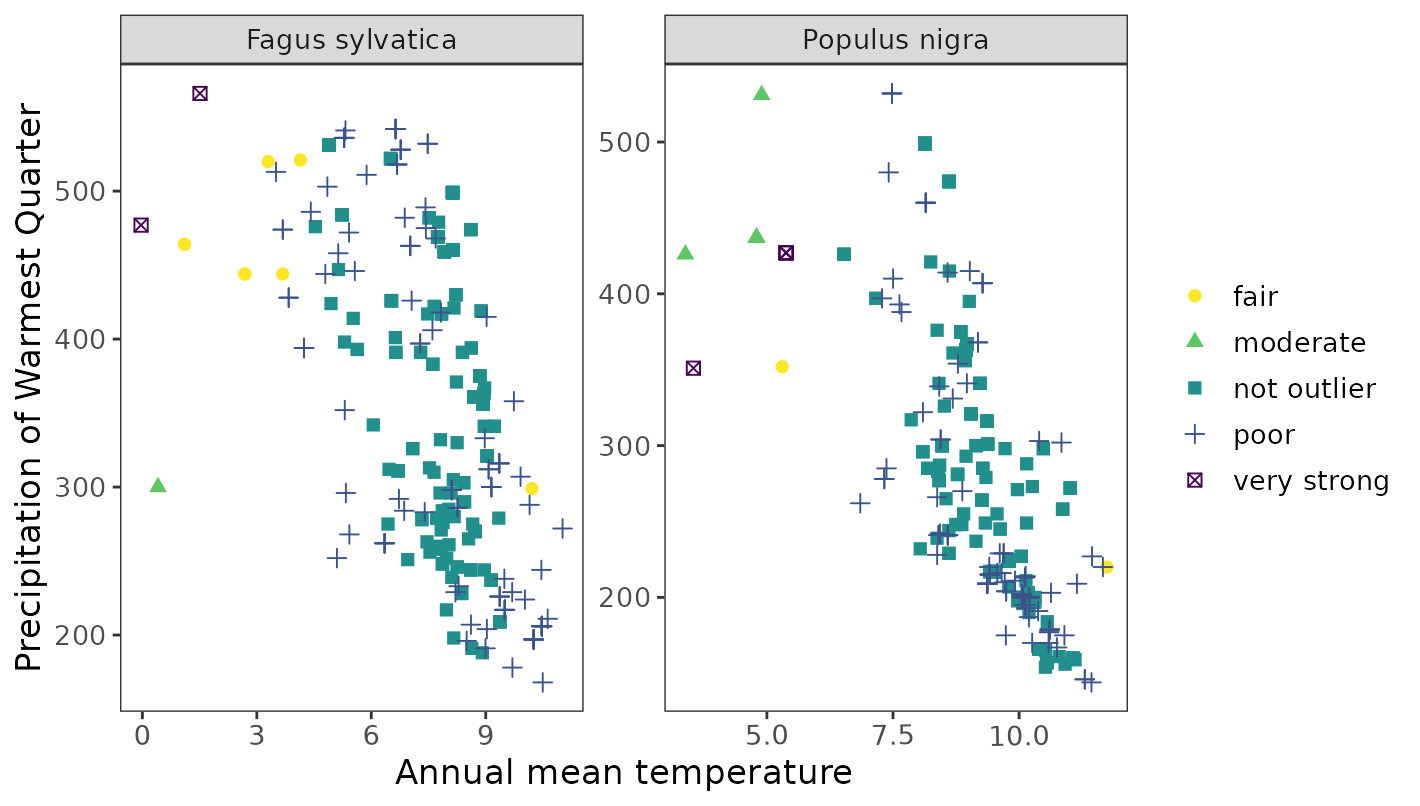 Fagus sylvatica
Populus nigra
Precipitation of Warmest Quarter
500
400
300
200
500
400
300
200
0 3 6 9
5.0 7.5 10.0
Annual mean temperature
fair
moderate
not outlier
poor
very strong